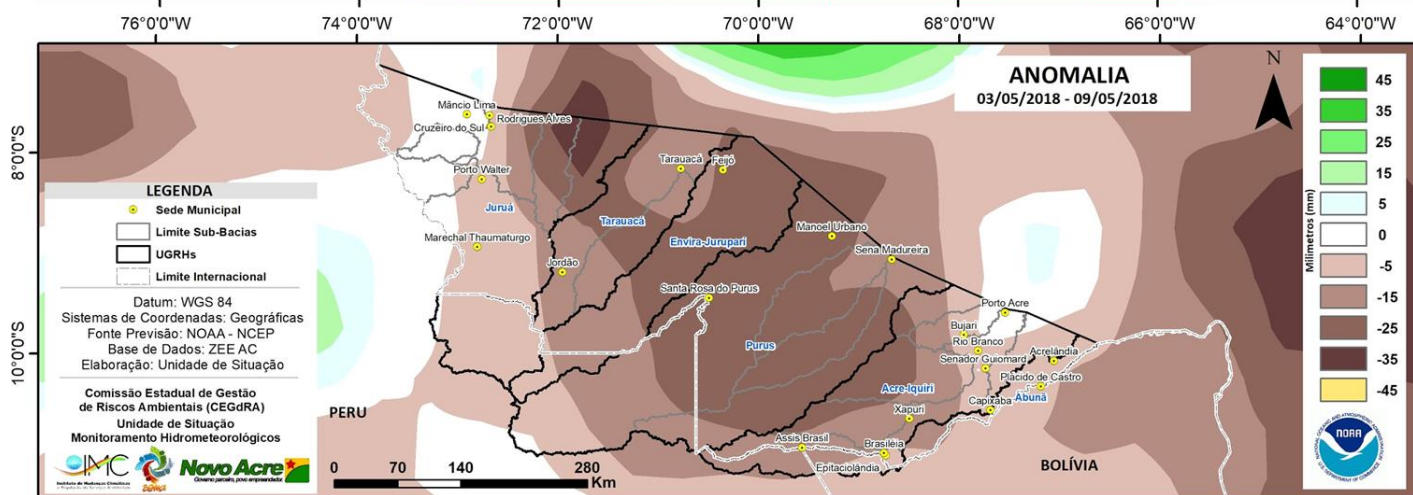 76°0'0"W 74°0'0"W 72°0'0"W 70°0'0"W 68°0'0"W 66°0'0"W 64°0'0"W
8°0'0"S
10°0'0"S
ANOMALIA
03/05/2018 - 09/05/2018
N
Milímetros (mm)
45
35
25
15
5
0
-5
-15
-25
-35
-45
NOAA
Mâncio Lima
Rodrigues Alves
Cruzeiro do Sul
Porto Walter
Juruá
Marechal Thaumaturgo
Tarauacá
Feijó
Tarauacá
Jordão
Envira-Jurupari
Manoel Urbano
Sena Madureira
Santa Rosa do Purus
Purus
Porto Acre
Bujari
Rio Branco
Senador Guiomard
Acrelândia
Plácido de Castro
Abunã
Acre-Iquiri
Capixaba
Xapuri
Assis Brasil
Brasiléia
Epitaciolândia
PERU
BOLÍVIA
LEGENDA
Sede Municipal
Limite Sub-Bacias
UGRHs
Limite Internacional
Datum: WGS 84
Sistemas de Coordenadas: Geográficas
Fonte Previsão: NOAA - NCEP
Base de Dados: ZEE AC
Elaboração: Unidade de Situação
Comissão Estadual de Gestão
de Riscos Ambientais (CEGdRA)
Unidade de Situação
Monitoramento Hidrometeorológicos
IMC
Novo Acre
Governo parceiro, povo empreendedor.
0 70 140 280
Km